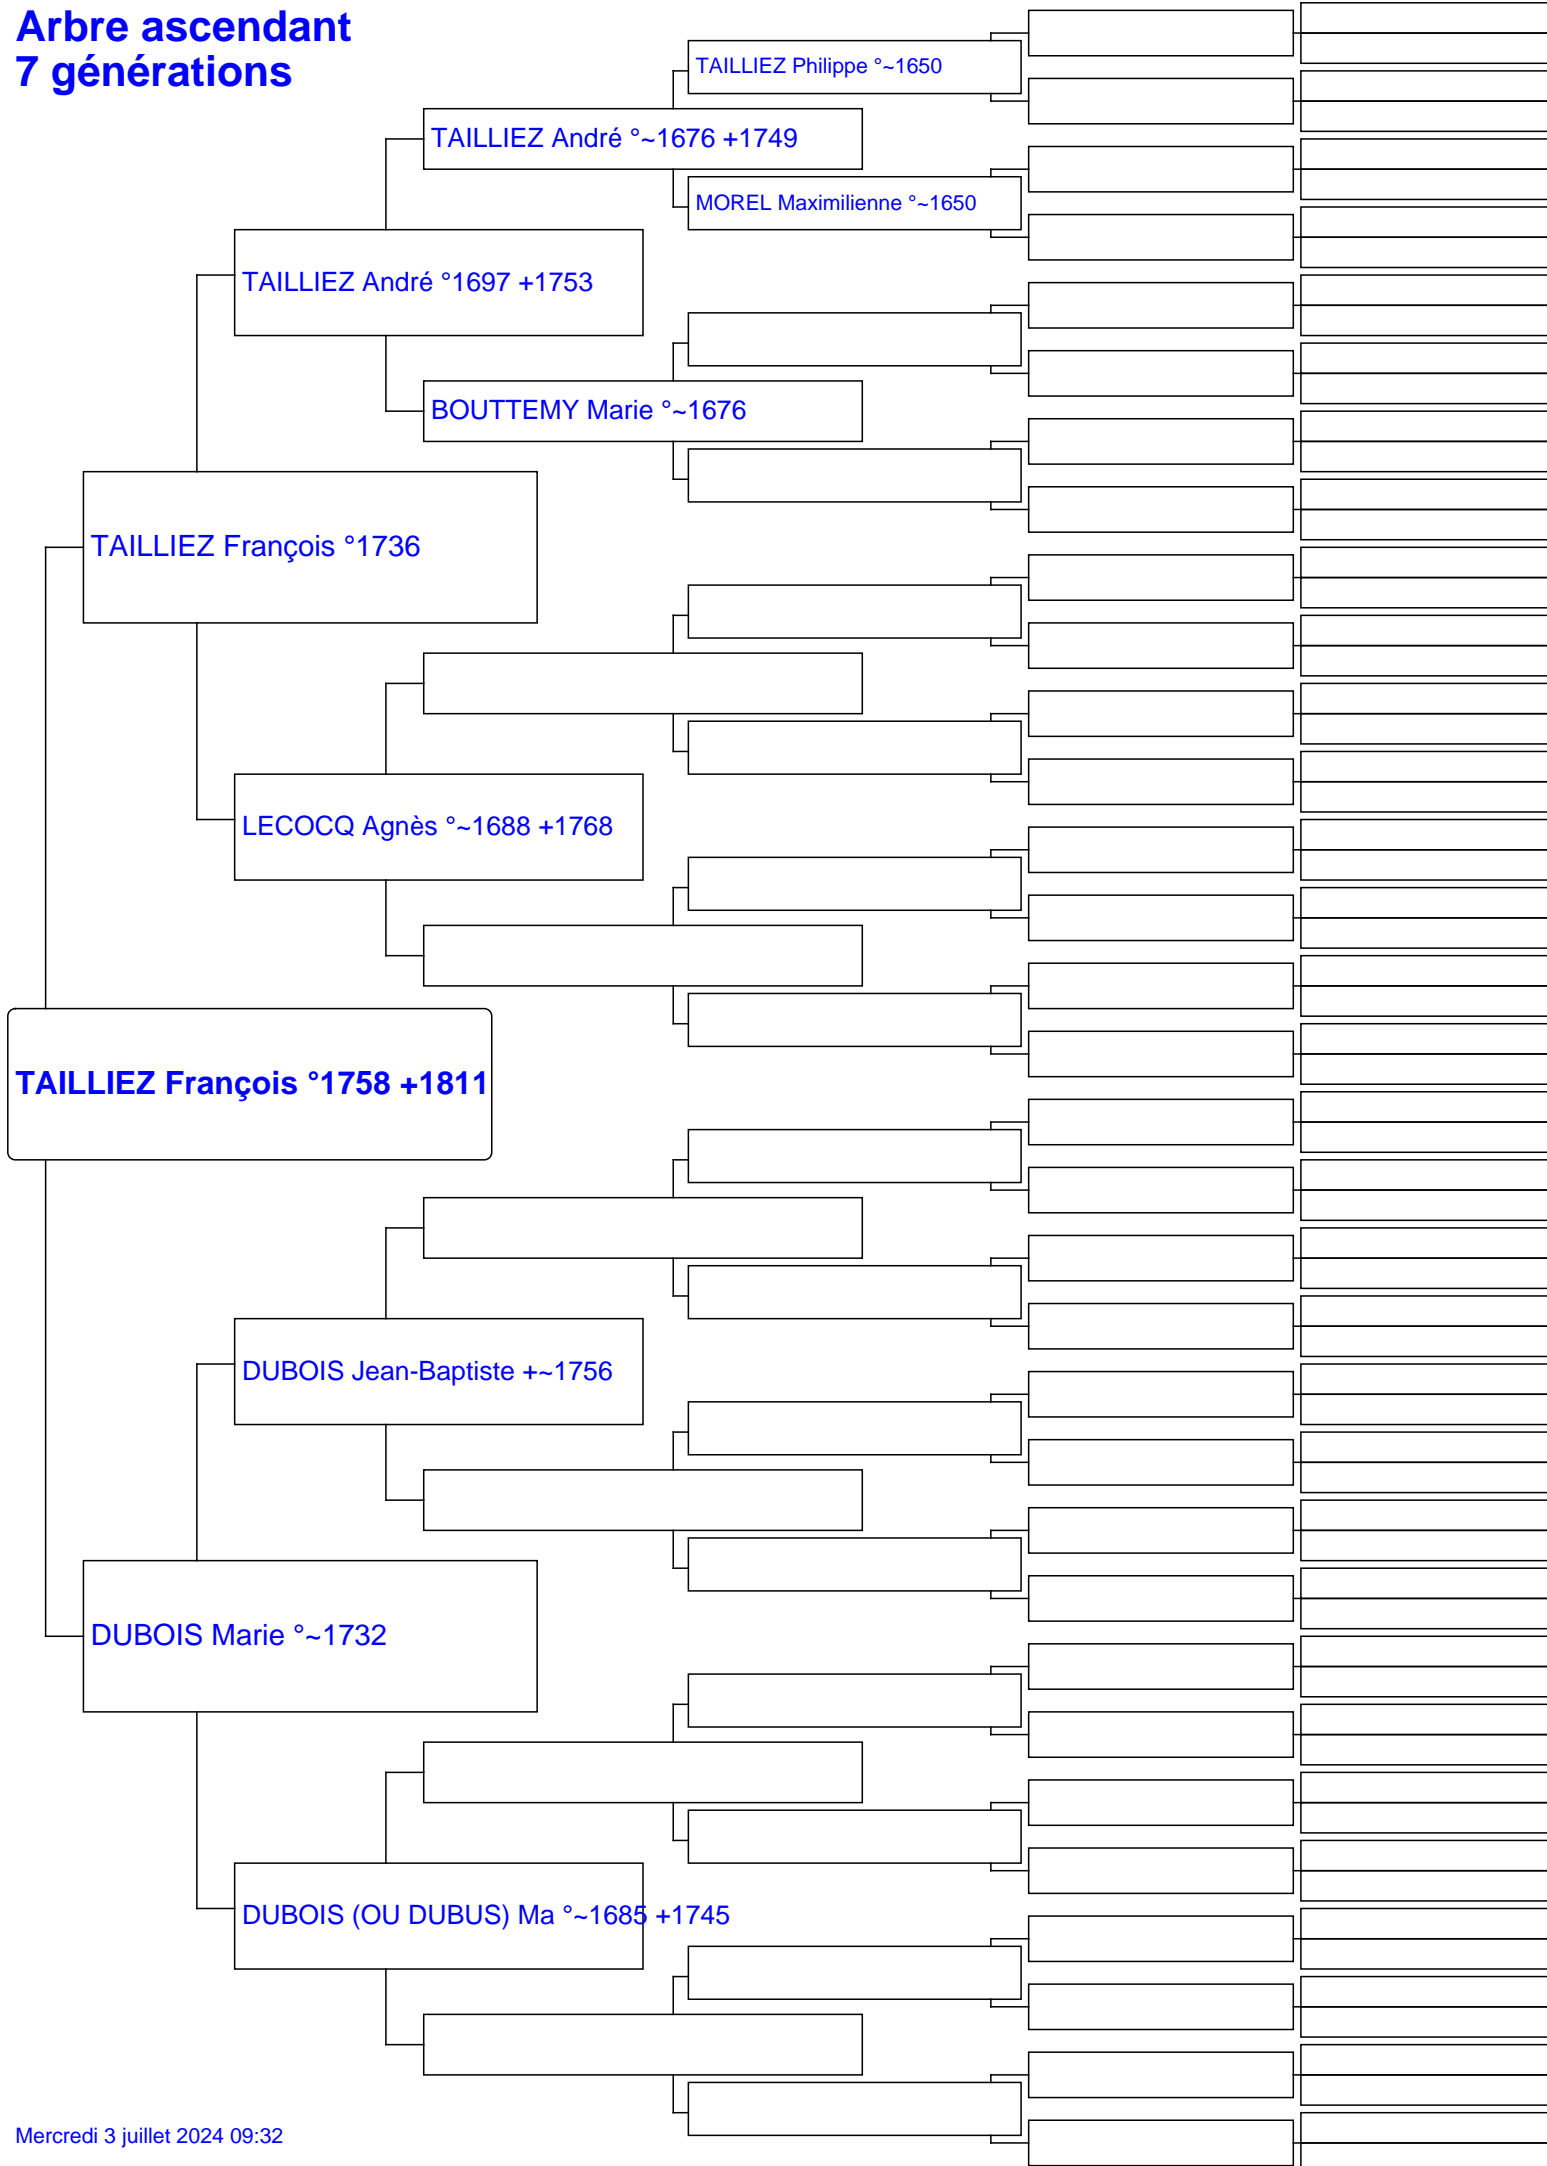 Arbre ascendant
7 générations
TAILLIEZ Philippe °~1650
TAILLIEZ André °~1676 +1749
MOREL Maximilienne °~1650
TAILLIEZ André °1697 +1753
BOUTTEMY Marie °~1676
TAILLIEZ François °1736
LECOCQ Agnès °~1688 +1768
TAILLIEZ François °1758 +1811
DUBOIS Jean-Baptiste +~1756
DUBOIS Marie °~1732
DUBOIS (OU DUBUS) Ma °~1685 +1745
Mercredi 3 juillet 2024 09:32